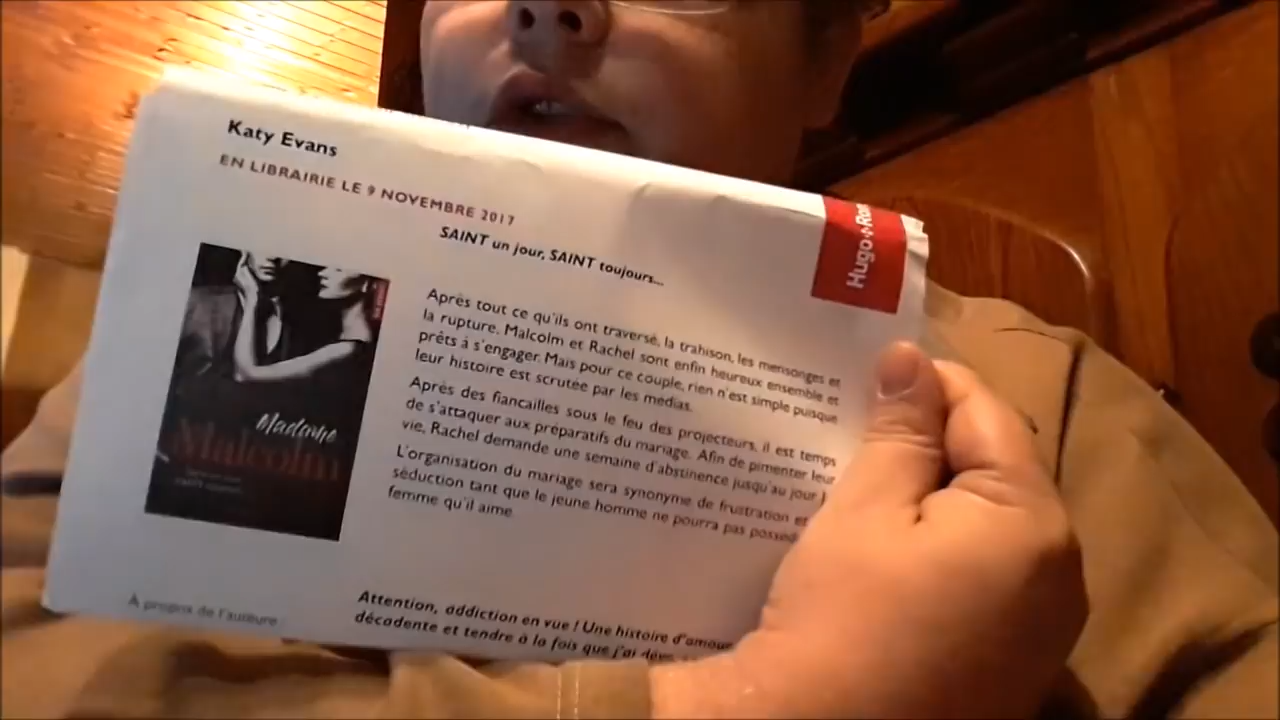 Katy Evans
EN LIBRAIRIE LE 9 NOVEMBRE 2017
SAINT un jour, SAINT toujours...
Hugo
Après tout ce qu'ils ont traversé, la trahison, les mensonges et
la rupture, Malcolm et Rachel sont enfin heureux ensemble et
prêts à s'engager. Mais pour ce couple, rien n'est simple puisque
leur histoire est scrutée par les médias.
Après des fiancailles sous le feu des projecteurs, il est temps
de s'attaquer aux préparatifs du mariage. Afin de pimenter leur
vie, Rachel demande une semaine d'abstinence jusqu'au jour
L'organisation du mariage sera synonyme de frustration et
séduction tant que le jeune homme ne pourra pas
femme qu'il aime.
Madame
Malcolm
À propos de l'auteure
Attention, addiction en vue ! Une histoire
décadente et tendre à la fois que j'ai